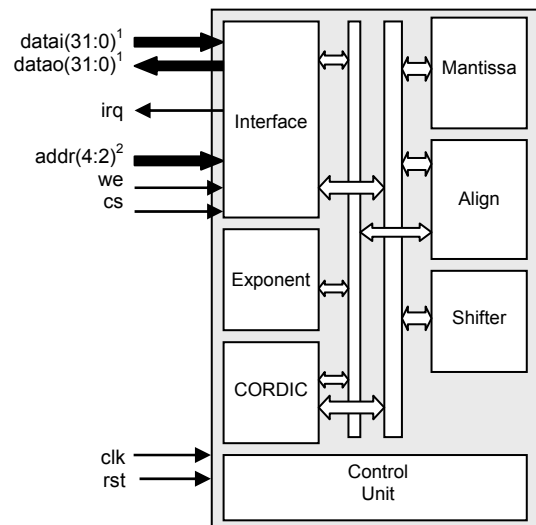 datai(31:0)¹
datao(31:0)¹
irq
addr(4:2)²
we
cs
clk
rst
Interface
Exponent
CORDIC
Mantissa
Align
Shifter
Control
Unit